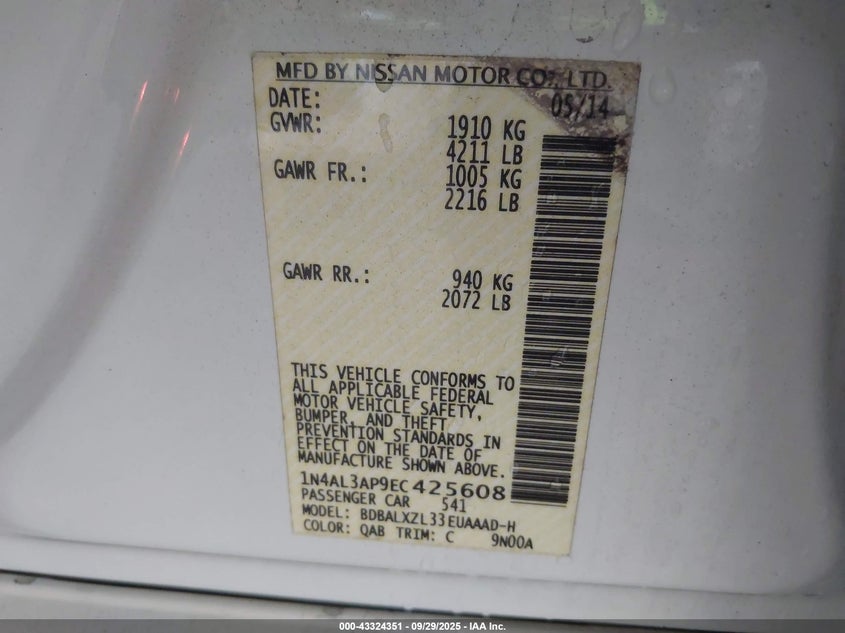 MFD BY NISSAN MOTOR CO., LTD.
DATE: 05/14
GVWR: 1910 KG
4211 LB
GAWR FR.: 1005 KG
2216 LB
GAWR RR.: 940 KG
2072 LB
THIS VEHICLE CONFORMS TO
ALL APPLICABLE FEDERAL
MOTOR VEHICLE SAFETY,
BUMPER, AND THEFT
PREVENTION STANDARDS IN
EFFECT ON THE DATE OF
MANUFACTURE SHOWN ABOVE.
1N4AL3AP9EC425608
PASSENGER CAR 541
MODEL: BDBALXZL33EUAAAD-H
COLOR: QAB TRIM: C 9N00A
000-43324351 - 09/29/2025 - IAA Inc.